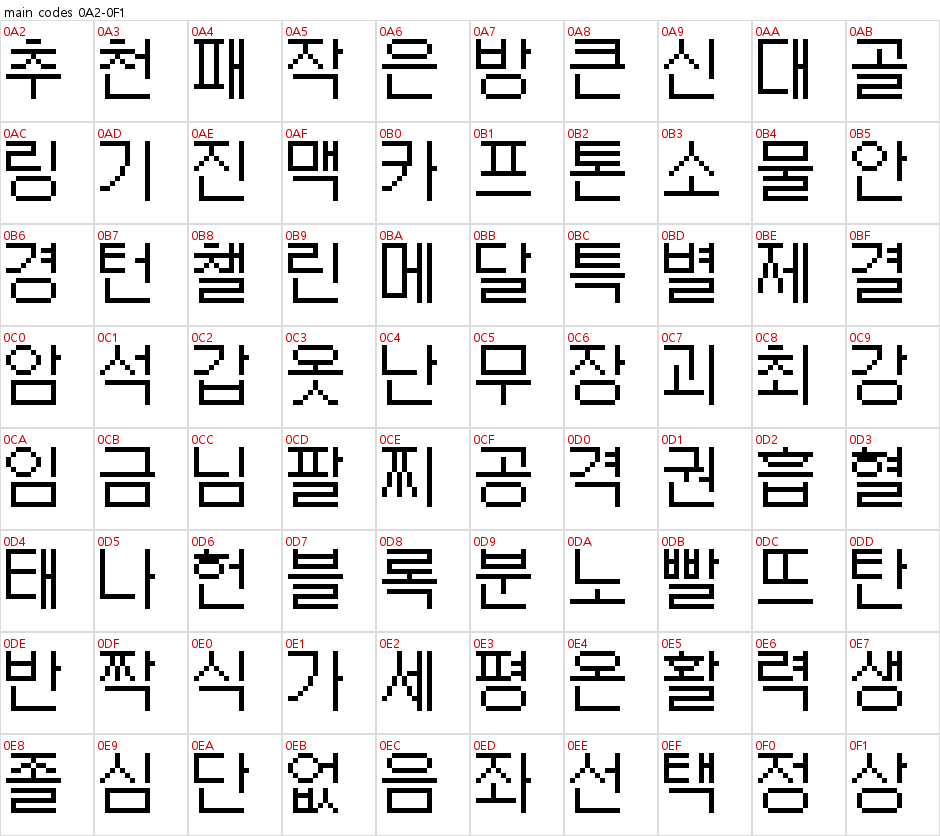 main codes 0A2-0F1
0A2 0A3 0A4 0A5 0A6 0A7 0A8 0A9 0AA 0AB
추 천 패 작 은 방 큰 신 대 골
0AC 0AD 0AE 0AF 0B0 0B1 0B2 0B3 0B4 0B5
링 기 진 맥 카 프 톤 소 물 안
0B6 0B7 0B8 0B9 0BA 0BB 0BC 0BD 0BE 0BF
경 턴 챌 린 메 달 특 별 제 결
0C0 0C1 0C2 0C3 0C4 0C5 0C6 0C7 0C8 0C9
암 석 갑 옷 난 무 장 괴 최 강
0CA 0CB 0CC 0CD 0CE 0CF 0D0 0D1 0D2 0D3
임 금 님 팔 찌 공 격 권 흡 혈
0D4 0D5 0D6 0D7 0D8 0D9 0DA 0DB 0DC 0DD
태 나 헌 블 록 분 노 빨 뜨 탄
0DE 0DF 0E0 0E1 0E2 0E3 0E4 0E5 0E6 0E7
반 짝 식 가 세 평 온 활 력 생
0E8 0E9 0EA 0EB 0EC 0ED 0EE 0EF 0F0 0F1
졸 심 단 없 음 좌 선 택 정 상